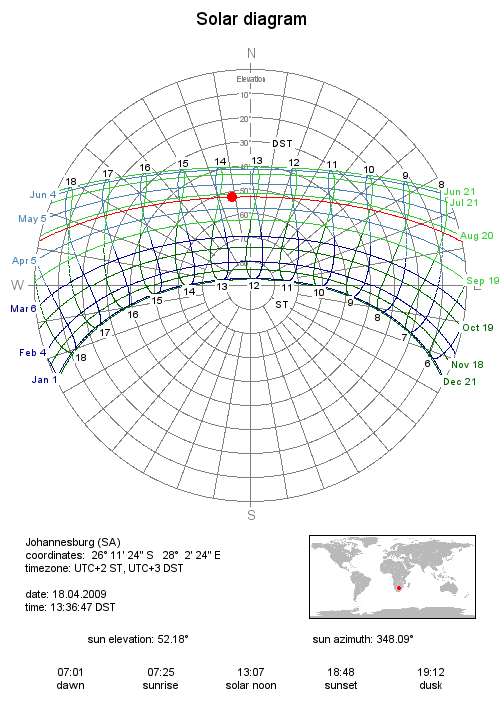 Solar diagram
N
Elevation
10°
20°
30°
DST
40°
18 17 16 15 14 13 12 11 10 9 8
Jun 4
Jun 21
50°
Jul 21
May 5
60°
Aug 20
70°
Apr 5
80°
W
Sep 19
15 14 13 12 11 10
Mar 6
16
ST
9
8
Oct 19
17
7
Feb 4
18
6
Nov 18
Jan 1
Dec 21
S
Johannesburg (SA)
coordinates: 26° 11' 24" S 28° 2' 24" E
timezone: UTC+2 ST, UTC+3 DST
date: 18.04.2009
time: 13:36:47 DST
sun elevation: 52.18° sun azimuth: 348.09°
07:01 07:25 13:07 18:48 19:12
dawn sunrise solar noon sunset dusk